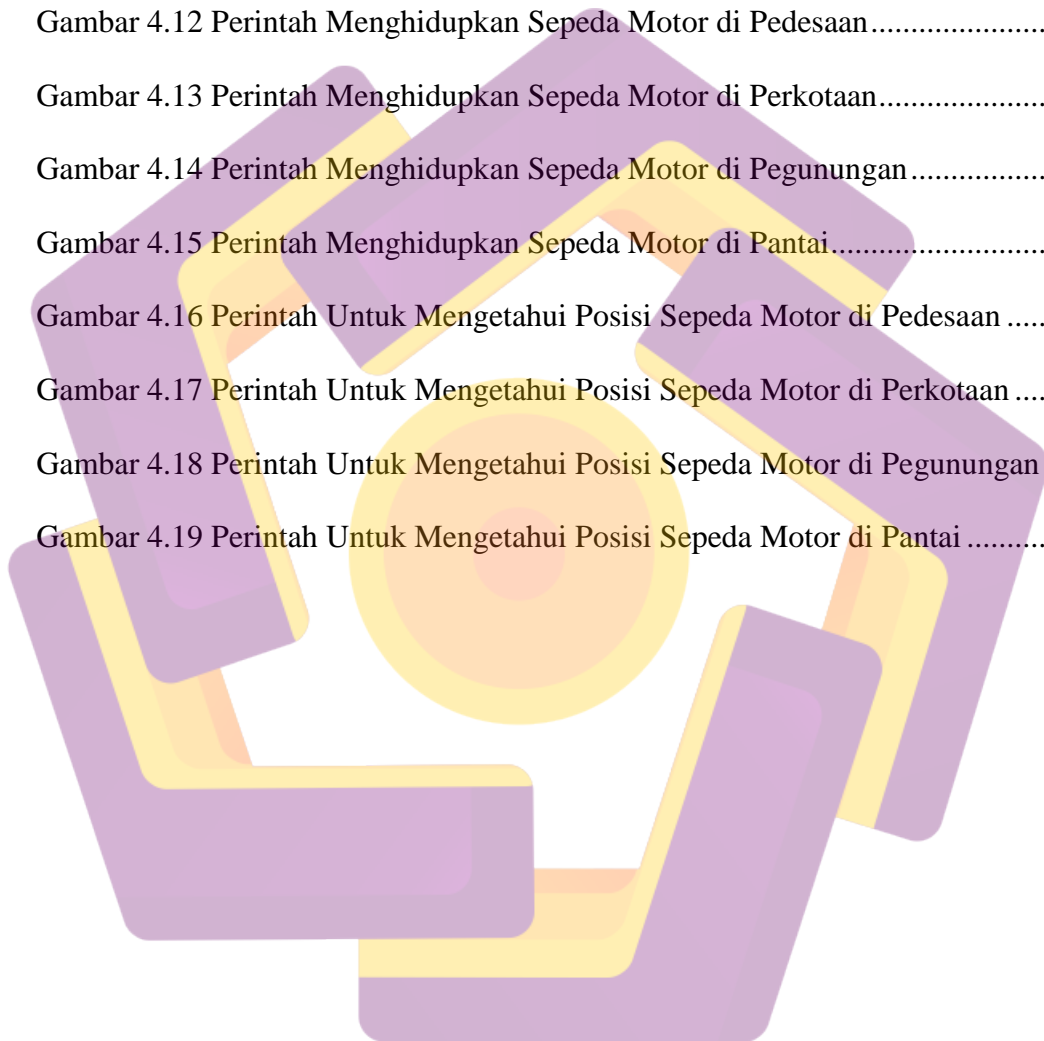 Gambar 4.12 Perintah Menghidupkan Sepeda Motor di Pedesaan......................
Gambar 4.13 Perintah Menghidupkan Sepeda Motor di Perkotaan.....................
Gambar 4.14 Perintah Menghidupkan Sepeda Motor di Pegunungan.................
Gambar 4.15 Perintah Menghidupkan Sepeda Motor di Pantai...........................
Gambar 4.16 Perintah Untuk Mengetahui Posisi Sepeda Motor di Pedesaan .....
Gambar 4.17 Perintah Untuk Mengetahui Posisi Sepeda Motor di Perkotaan ....
Gambar 4.18 Perintah Untuk Mengetahui Posisi Sepeda Motor di Pegunungan
Gambar 4.19 Perintah Untuk Mengetahui Posisi Sepeda Motor di Pantai ..........